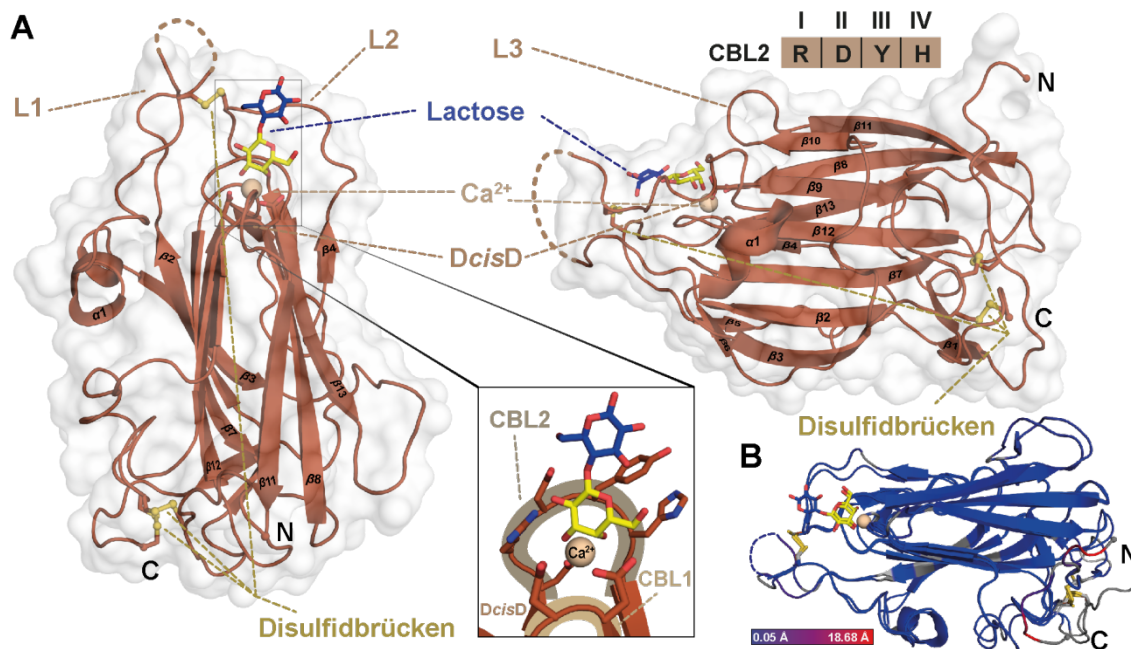 A
L1
L2
L3
I II III IV
CBL2 R D Y H
N
Lactose
Ca²⁺
DcisD
β2
α1
β4
β3
β7
β12
β11
β8
β13
N
C
Disulfidbrücken
β11
β10
β8
β9
β13
β12
α1
β4
β7
β2
β5
β6
β3
β1
C
Disulfidbrücken
CBL2
Ca²⁺
DcisD
CBL1
B
N
C
0.05 Å 18.68 Å